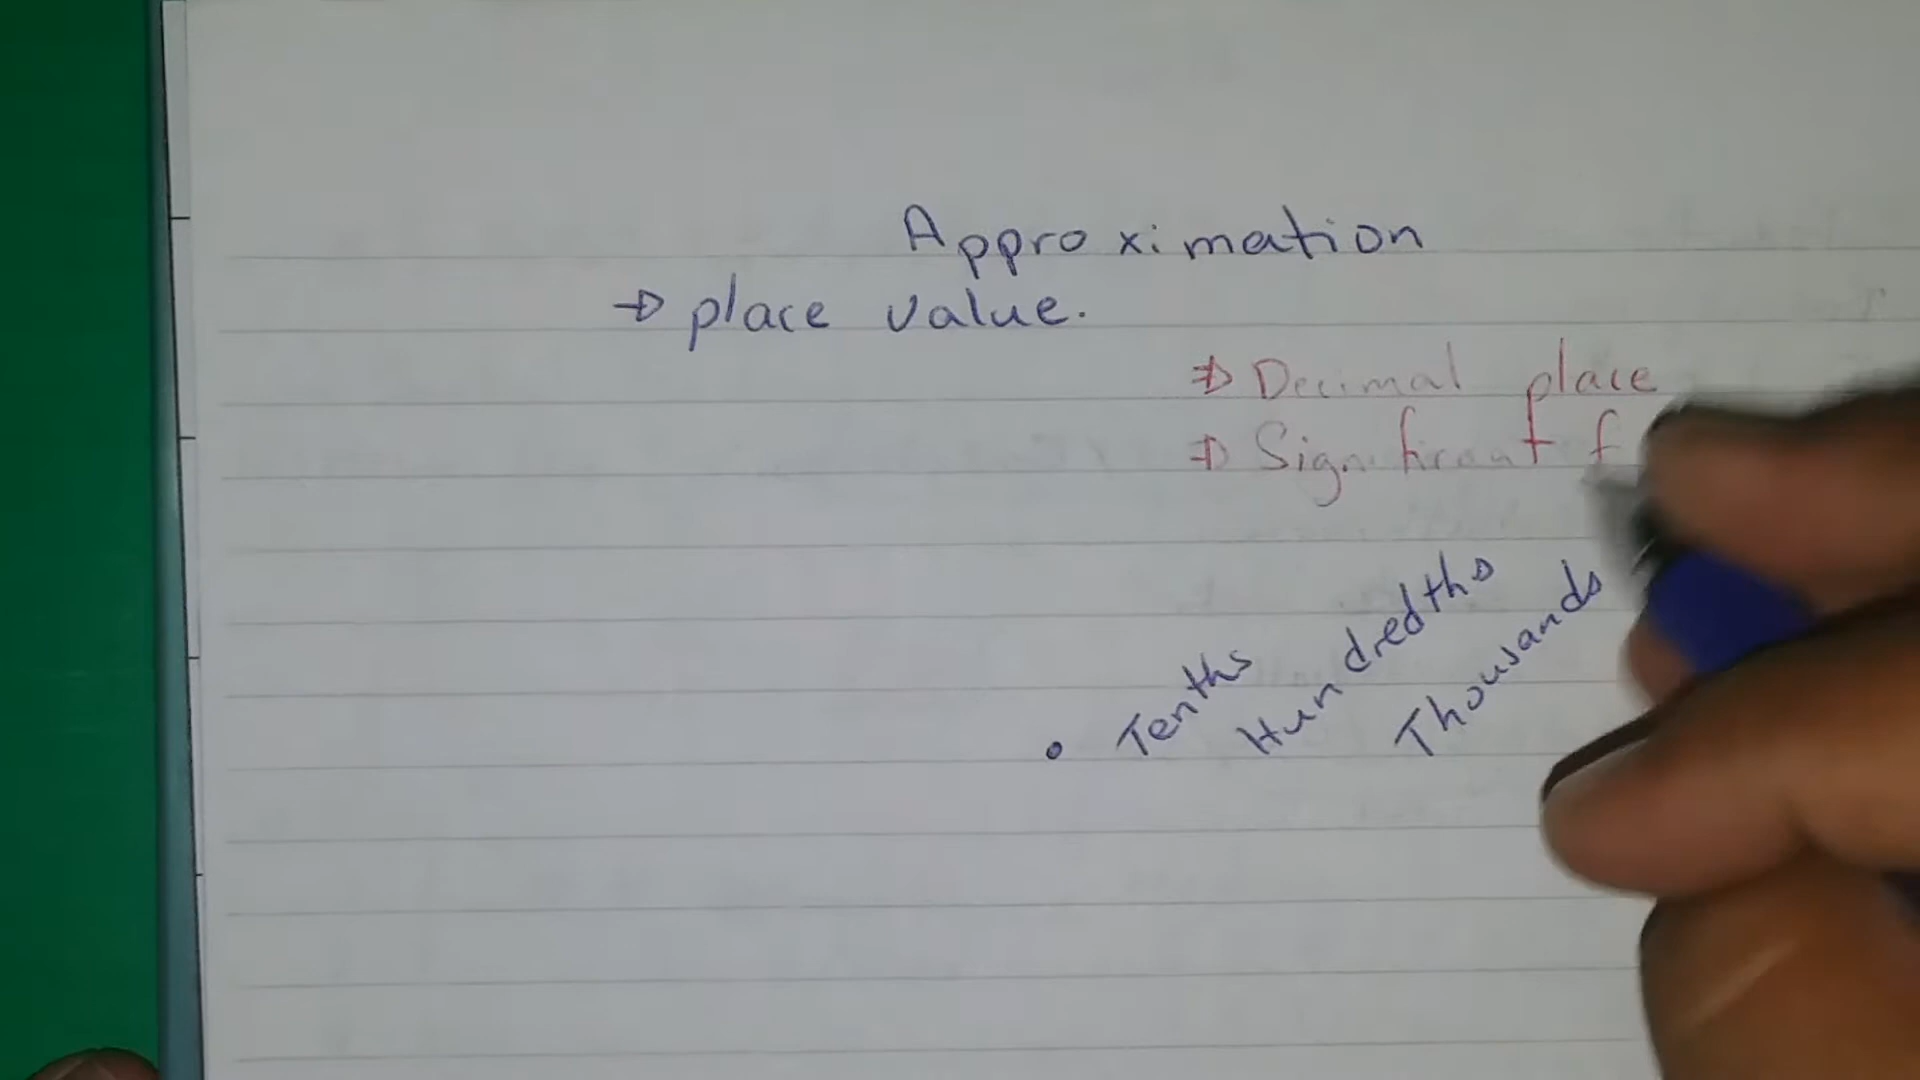 Approximation
→ place value.
⇒ Decimal place
⇒ Significant f
• Tenths
Hundredths
Thousands